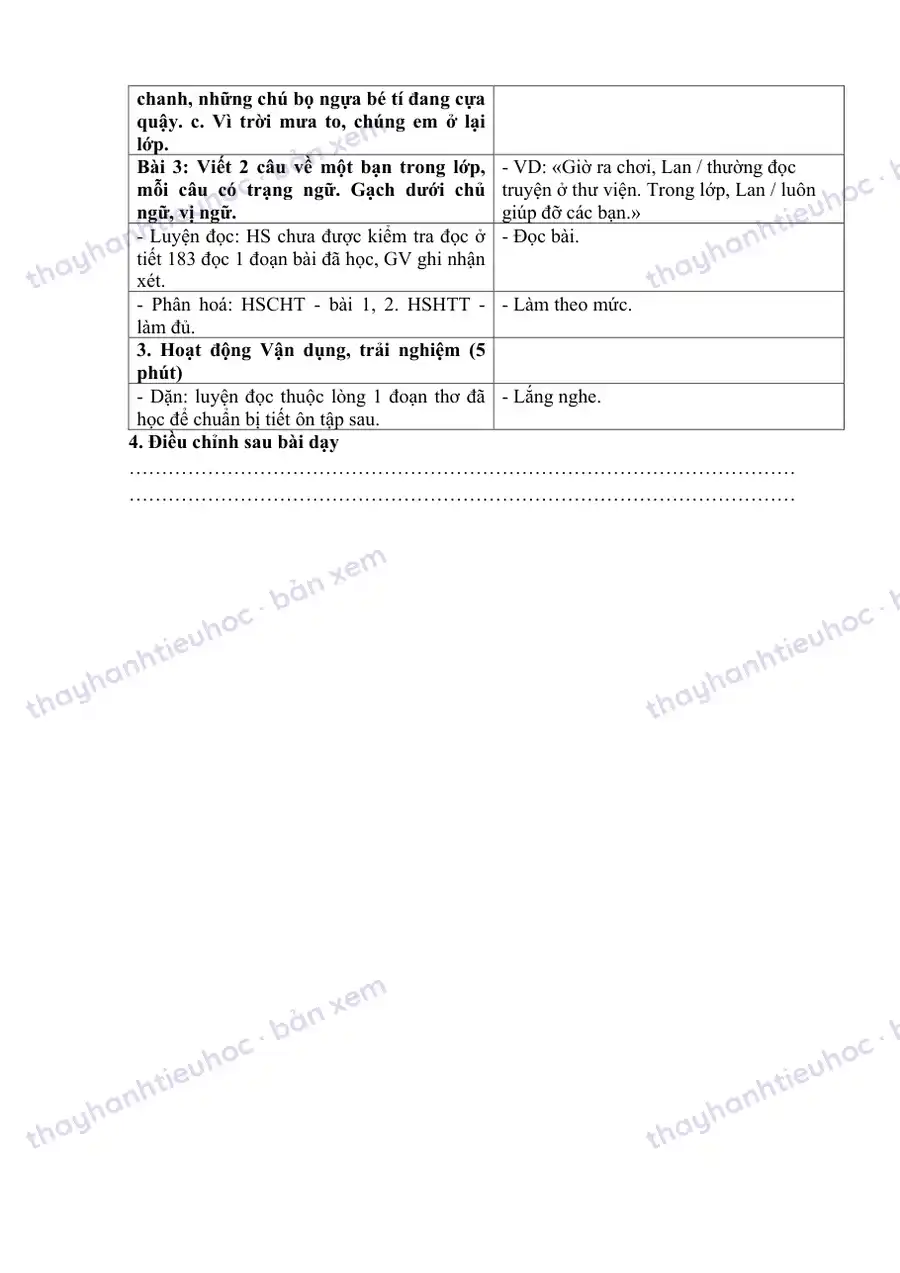 chanh, những chú bọ ngựa bé tí đang cựa
quậy. c. Vì trời mưa to, chúng em ở lại
lớp.
Bài 3: Viết 2 câu về một bạn trong lớp,
mỗi câu có trạng ngữ. Gạch dưới chủ
ngữ, vị ngữ.
- VD: «Giờ ra chơi, Lan / thường đọc
truyện ở thư viện. Trong lớp, Lan / luôn
giúp đỡ các bạn.»
- Luyện đọc: HS chưa được kiểm tra đọc ở
tiết 183 đọc 1 đoạn bài đã học, GV ghi nhận
xét.
- Đọc bài.
- Phân hoá: HSCHT - bài 1, 2. HSHTT -
làm đủ.
- Làm theo mức.
3. Hoạt động Vận dụng, trải nghiệm (5
phút)
- Dặn: luyện đọc thuộc lòng 1 đoạn thơ đã
học để chuẩn bị tiết ôn tập sau.
- Lắng nghe.
4. Điều chỉnh sau bài dạy
……………………………………………………………………………………………
……………………………………………………………………………………………
thayhanhtieuhoc · bản xem
thayhanhtieuhoc · b
thayhanhtieuhoc · bản xem
thayhanhtieuhoc · b
thayhanhtieuhoc · bản xem
thayhanhtieuhoc · b